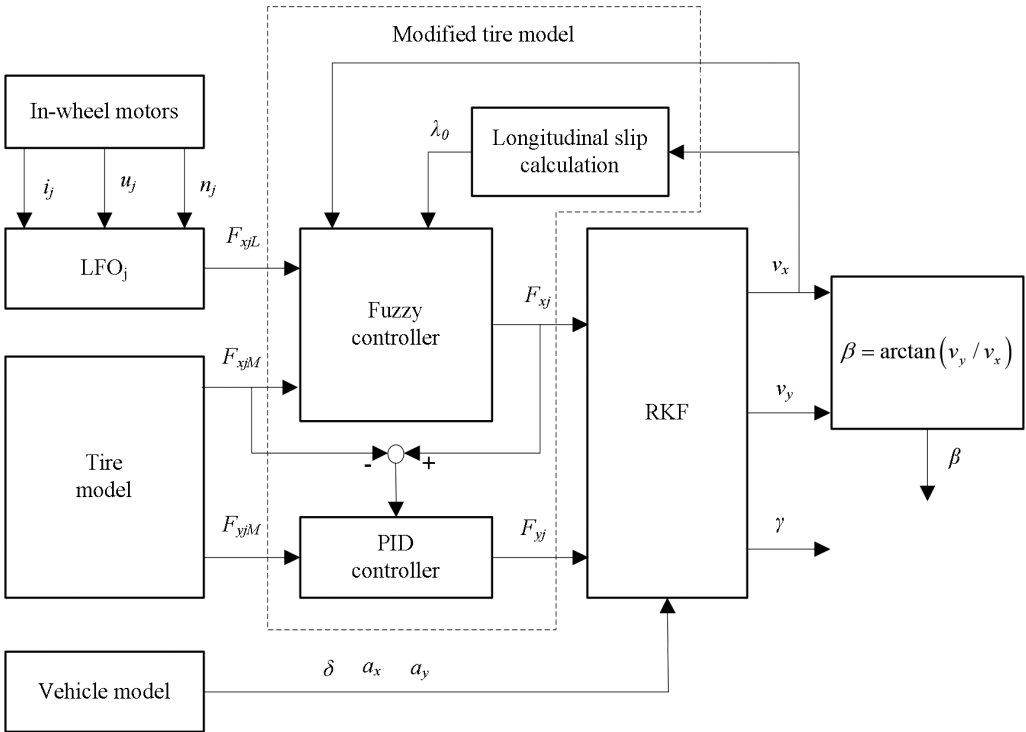 Modified tire model
In-wheel motors
λ₀
Longitudinal slip
calculation
i_j
u_j
n_j
LFO_j
F_xjL
Fuzzy
controller
F_xj
v_x
β = arctan(v_y / v_x)
F_xjM
RKF
v_y
Tire
model
-
+
β
F_yjM
PID
controller
F_yj
γ
Vehicle model
δ a_x a_y